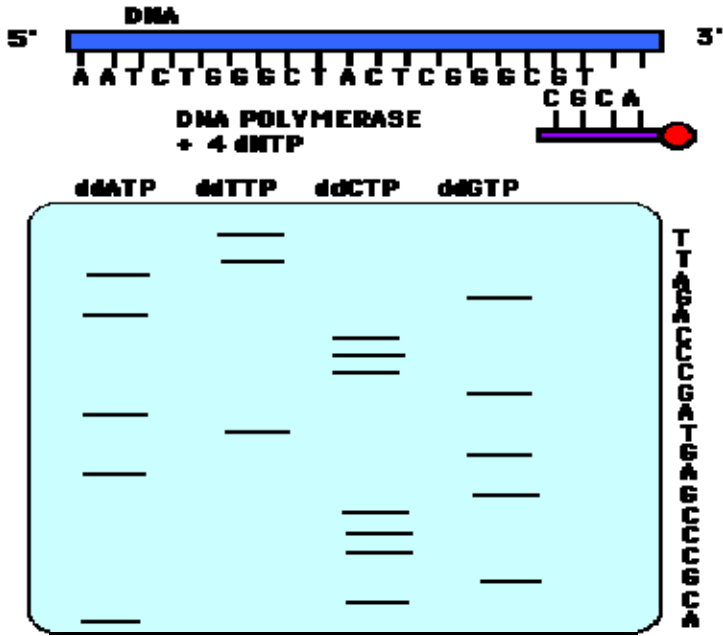 DNA
5' 3'
A A T C T G G G C T A C T C G G G C G T
C G C A
DNA POLYMERASE
+ 4 dNTP
ddATP ddTTP ddCTP ddGTP
T
T
A
G
A
C
C
C
G
A
T
G
A
G
C
C
C
G
C
A